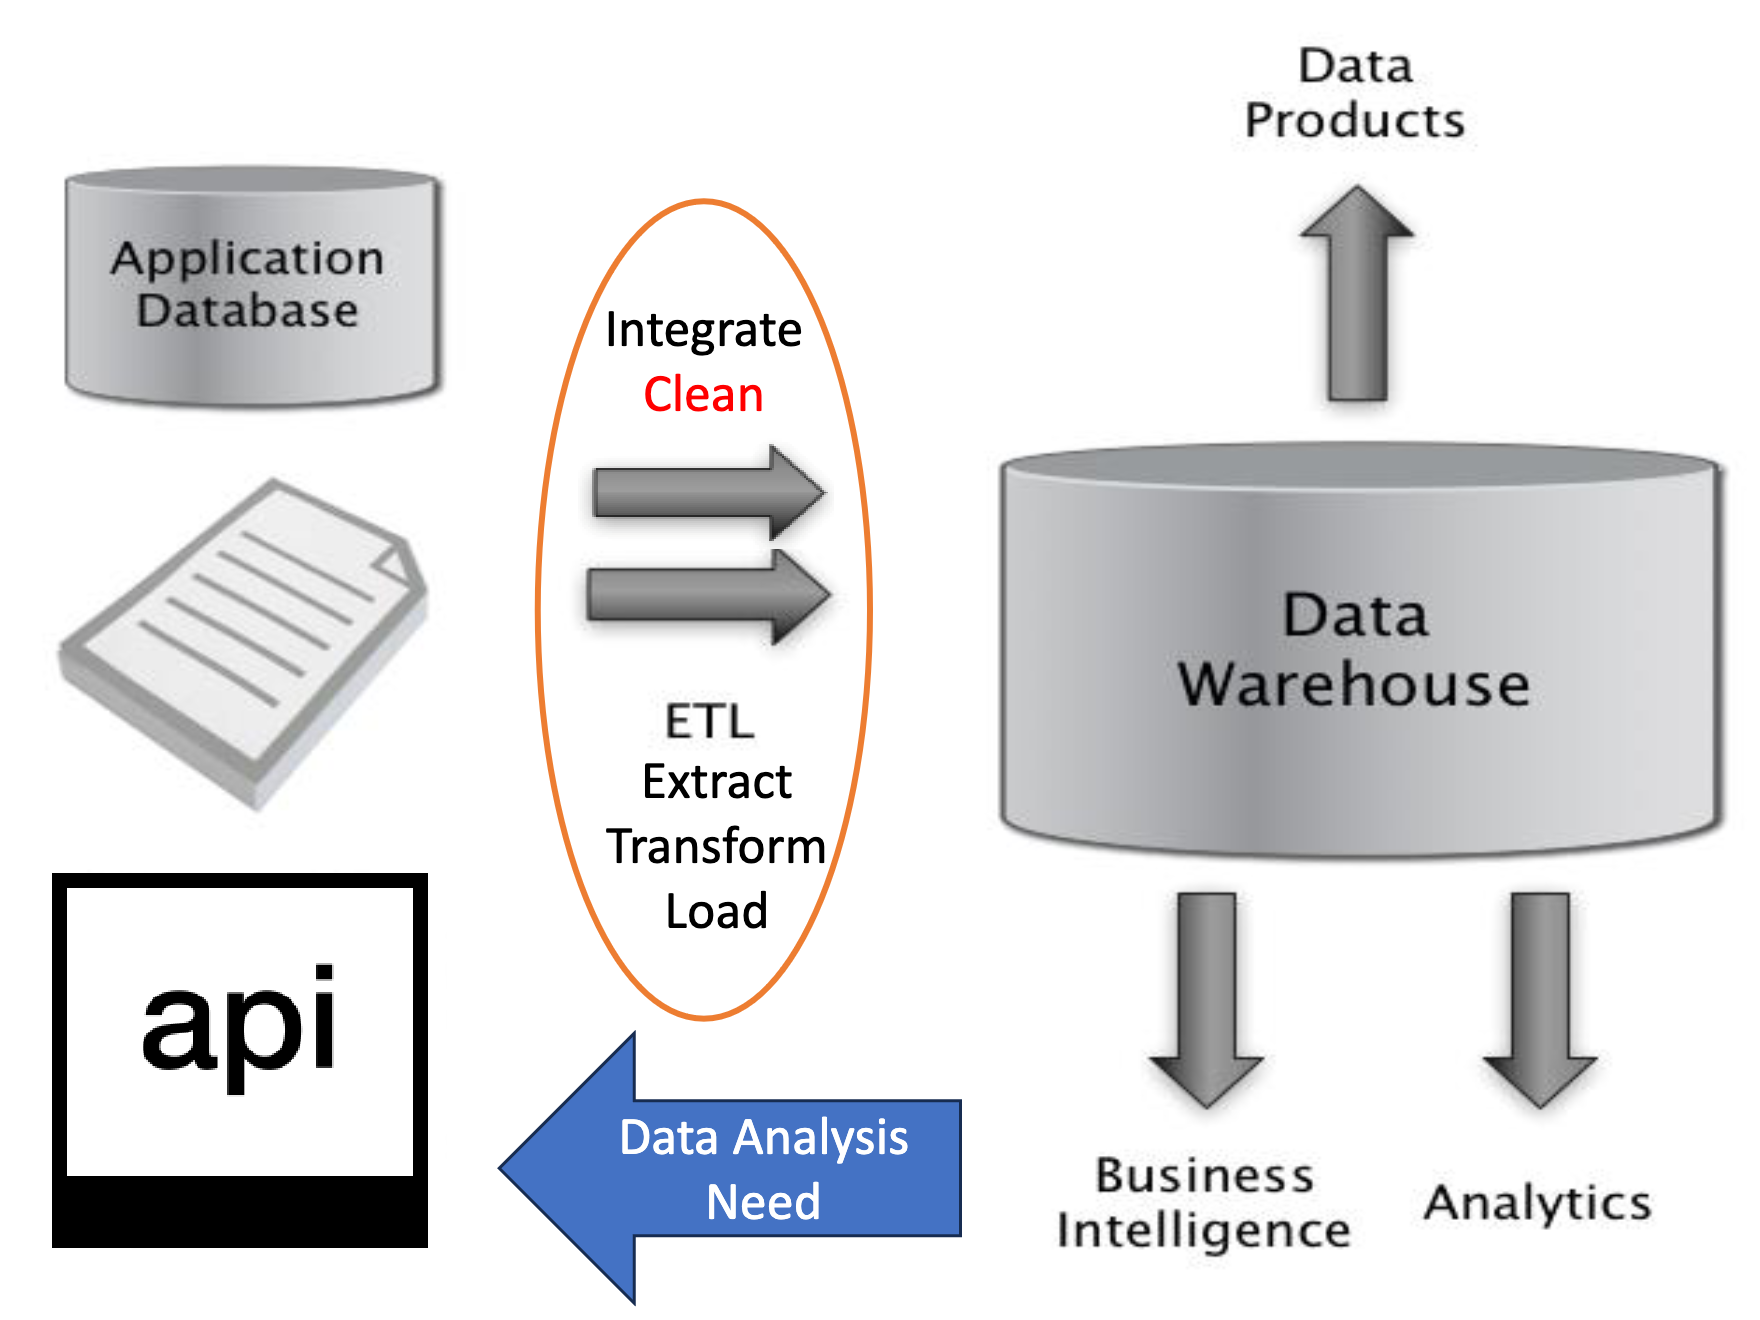 Application
Database
api
Integrate
Clean
ETL
Extract
Transform
Load
Data Analysis
Need
Data
Products
Data
Warehouse
Business
Intelligence
Analytics